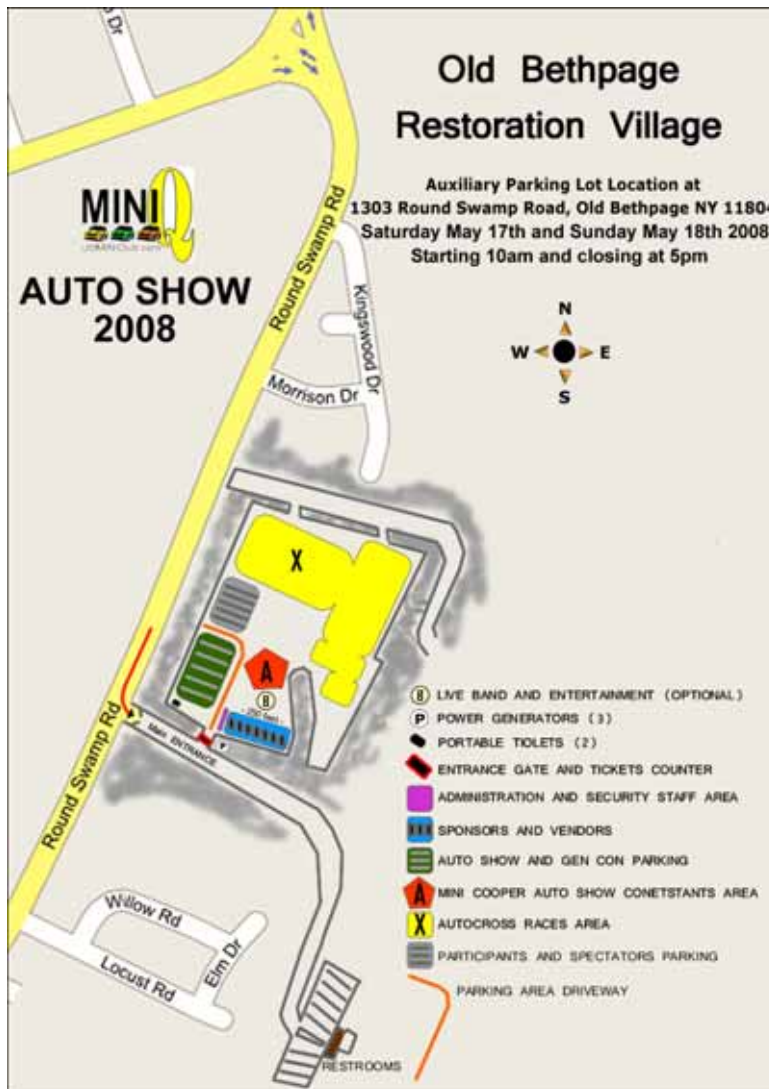 Dr
Old Bethpage
Restoration Village
Auxiliary Parking Lot Location at
1303 Round Swamp Road, Old Bethpage NY 11804
Saturday May 17th and Sunday May 18th 2008
Starting 10am and closing at 5pm
MINI Q
AUTO SHOW
2008
Round Swamp Rd
Kingswood Dr
Morrison Dr
N
W E
S
X
A
B
250 feet
P
Main ENTRANCE
Round Swamp Rd
Willow Rd
Elm Dr
Locust Rd
RESTROOMS
B LIVE BAND AND ENTERTAINMENT (OPTIONAL)
P POWER GENERATORS (3)
PORTABLE TIOLETS (2)
ENTRANCE GATE AND TICKETS COUNTER
ADMINISTRATION AND SECURITY STAFF AREA
SPONSORS AND VENDORS
AUTO SHOW AND GEN CON PARKING
A MINI COOPER AUTO SHOW CONETSTANTS AREA
X AUTOCROSS RACES AREA
PARTICIPANTS AND SPECTATORS PARKING
PARKING AREA DRIVEWAY